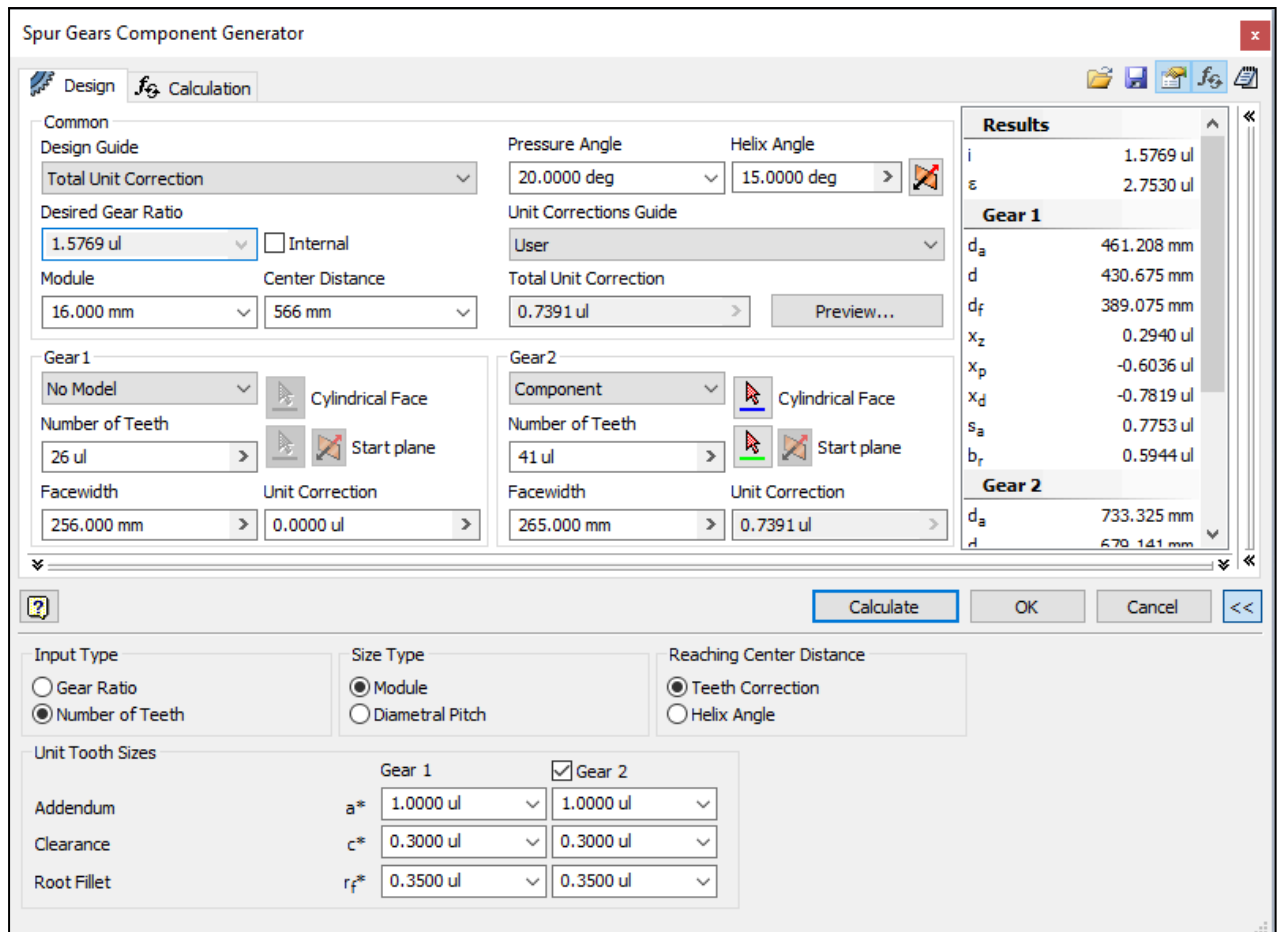 Spur Gears Component Generator
x
Design
fG Calculation
Common
Design Guide
Total Unit Correction
Pressure Angle
20.0000 deg
Helix Angle
15.0000 deg >
Desired Gear Ratio
1.5769 ul
Internal
Unit Corrections Guide
User
Module
16.000 mm
Center Distance
566 mm
Total Unit Correction
0.7391 ul >
Preview...
Gear1
No Model
Cylindrical Face
Number of Teeth
26 ul >
Start plane
Facewidth
256.000 mm >
Unit Correction
0.0000 ul >
Gear2
Component
Cylindrical Face
Number of Teeth
41 ul >
Start plane
Facewidth
265.000 mm >
Unit Correction
0.7391 ul >
Results
i 1.5769 ul
ε 2.7530 ul
Gear 1
da 461.208 mm
d 430.675 mm
df 389.075 mm
xz 0.2940 ul
xp -0.6036 ul
xd -0.7819 ul
sa 0.7753 ul
br 0.5944 ul
Gear 2
da 733.325 mm
d 679.141 mm
?
Calculate
OK
Cancel
<<
Input Type
Gear Ratio
Number of Teeth
Size Type
Module
Diametral Pitch
Reaching Center Distance
Teeth Correction
Helix Angle
Unit Tooth Sizes
Gear 1 Gear 2
Addendum a* 1.0000 ul 1.0000 ul
Clearance c* 0.3000 ul 0.3000 ul
Root Fillet rf* 0.3500 ul 0.3500 ul